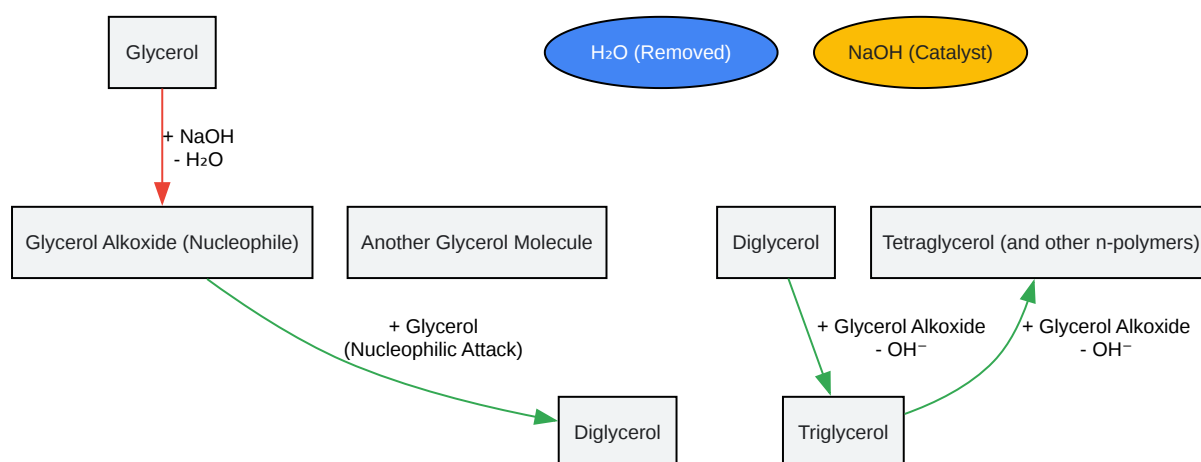 Glycerol
H₂O (Removed)
NaOH (Catalyst)
+ NaOH
- H₂O
Glycerol Alkoxide (Nucleophile)
Another Glycerol Molecule
Diglycerol
Tetraglycerol (and other n-polymers)
+ Glycerol
(Nucleophilic Attack)
+ Glycerol Alkoxide
- OH⁻
+ Glycerol Alkoxide
- OH⁻
Diglycerol
Triglycerol